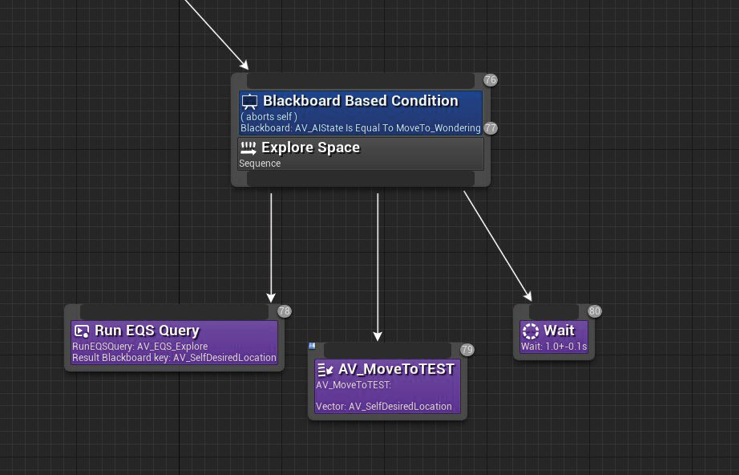 76
Blackboard Based Condition
( aborts self )
Blackboard: AV_AIState Is Equal To MoveTo_Wondering
77
Explore Space
Sequence
78
Run EQS Query
RunEQSQuery: AV_EQS_Explore
Result Blackboard key: AV_SelfDesiredLocation
79
AV_MoveToTEST
AV_MoveToTEST:
Vector: AV_SelfDesiredLocation
80
Wait
Wait: 1.0+-0.1s